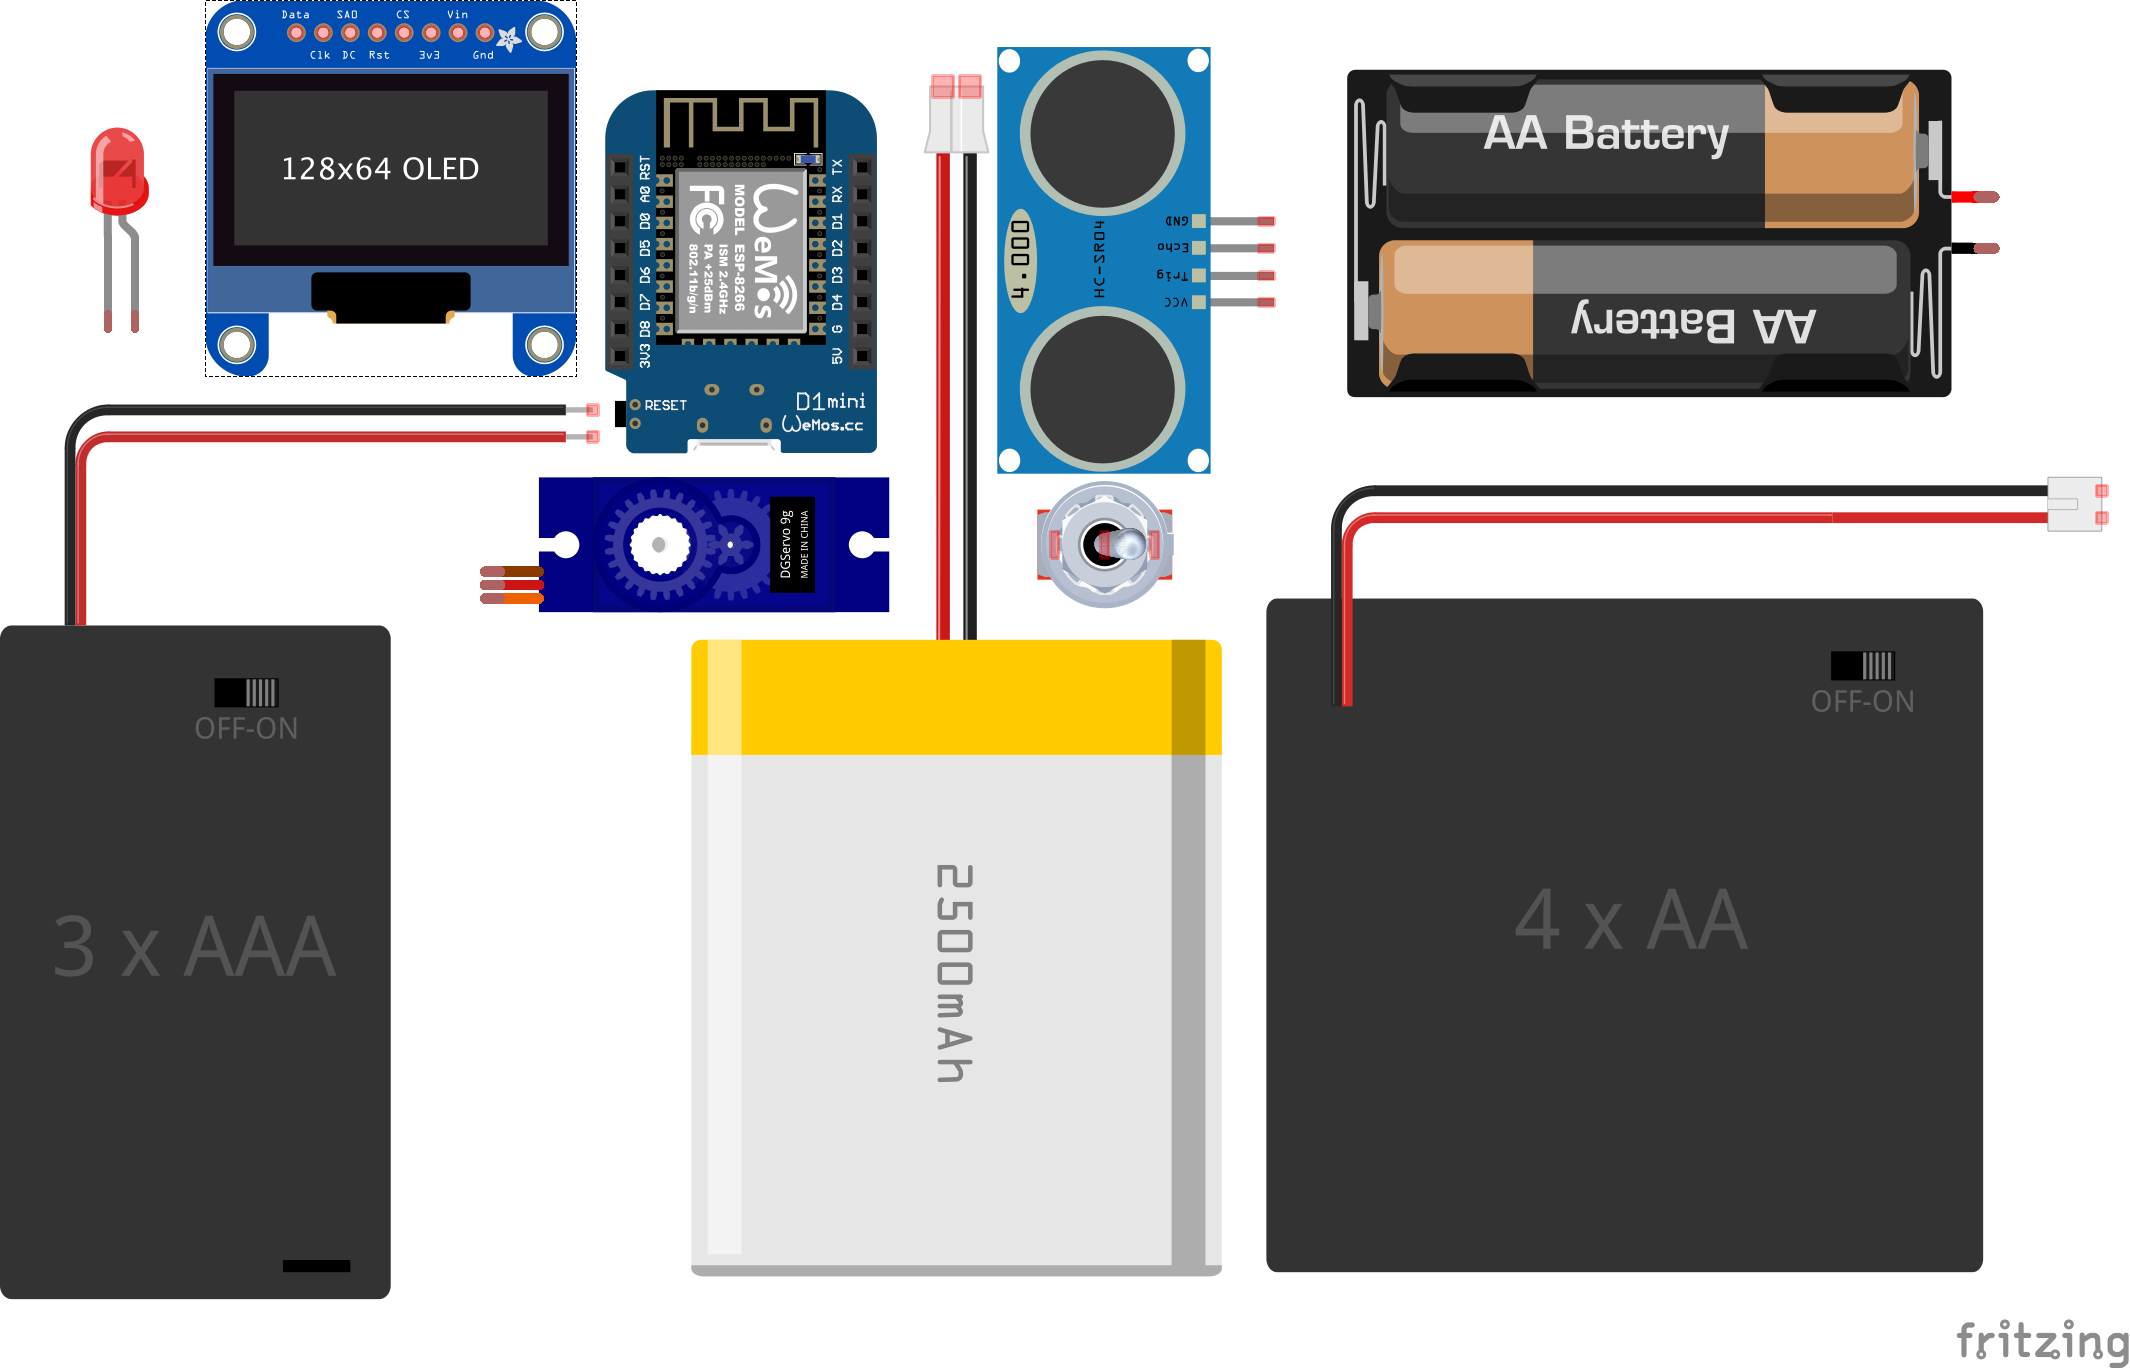 Data SAO CS Vin
Clk DC Rst 3v3 Gnd
128x64 OLED
RST
A0
D0
D5
D6
D7
D8
3V3
TX
RX
D1
D2
D3
D4
G
5V
WeMos
MODEL ESP-8266
ISM 2.4GHz
PA +25dBm
802.11b/g/n
FC
RESET
D1mini
WeMos.cc
4.000
HC-SR04
GND
Echo
Trig
VCC
AA Battery
AA Battery
DGServo 9g
MADE IN CHINA
OFF-ON
3 x AAA
2500mAh
OFF-ON
4 x AA
fritzing